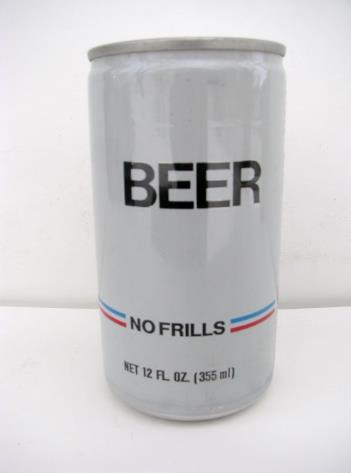 BEER
NO FRILLS
NET 12 FL. OZ. (355 ml)